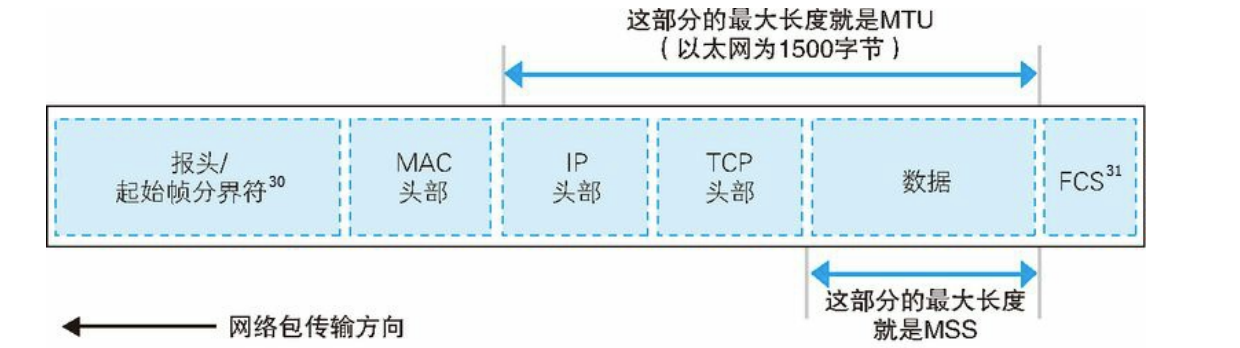 这部分的最大长度就是MTU
（以太网为1500字节）
报头/
起始帧分界符30
MAC
头部
IP
头部
TCP
头部
数据
FCS31
这部分的最大长度
就是MSS
网络包传输方向